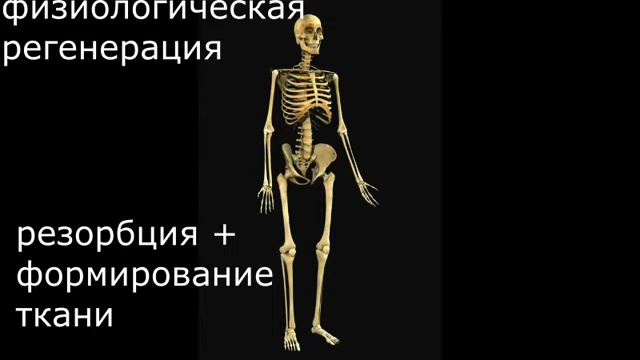 физиологическая
регенерация
резорбция +
формирование
ткани